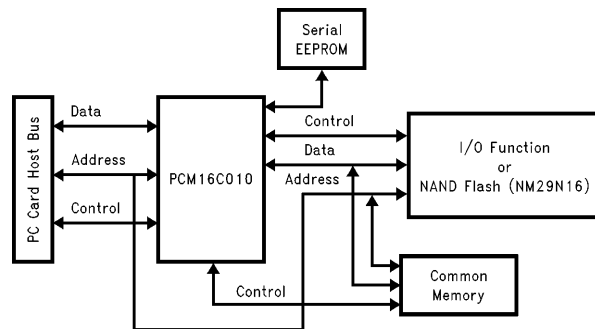 Serial
EEPROM
PC Card Host Bus
Data
Address
Control
PCM16C010
Control
Data
Address
I/O Function
or
NAND Flash (NM29N16)
Control
Common
Memory